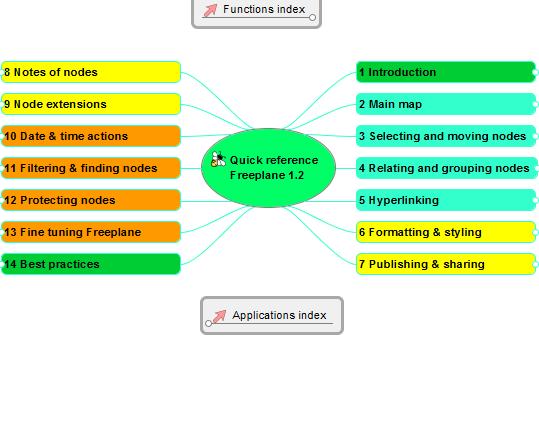 Functions index
8 Notes of nodes
9 Node extensions
10 Date & time actions
11 Filtering & finding nodes
12 Protecting nodes
13 Fine tuning Freeplane
14 Best practices
Quick reference
Freeplane 1.2
1 Introduction
2 Main map
3 Selecting and moving nodes
4 Relating and grouping nodes
5 Hyperlinking
6 Formatting & styling
7 Publishing & sharing
Applications index